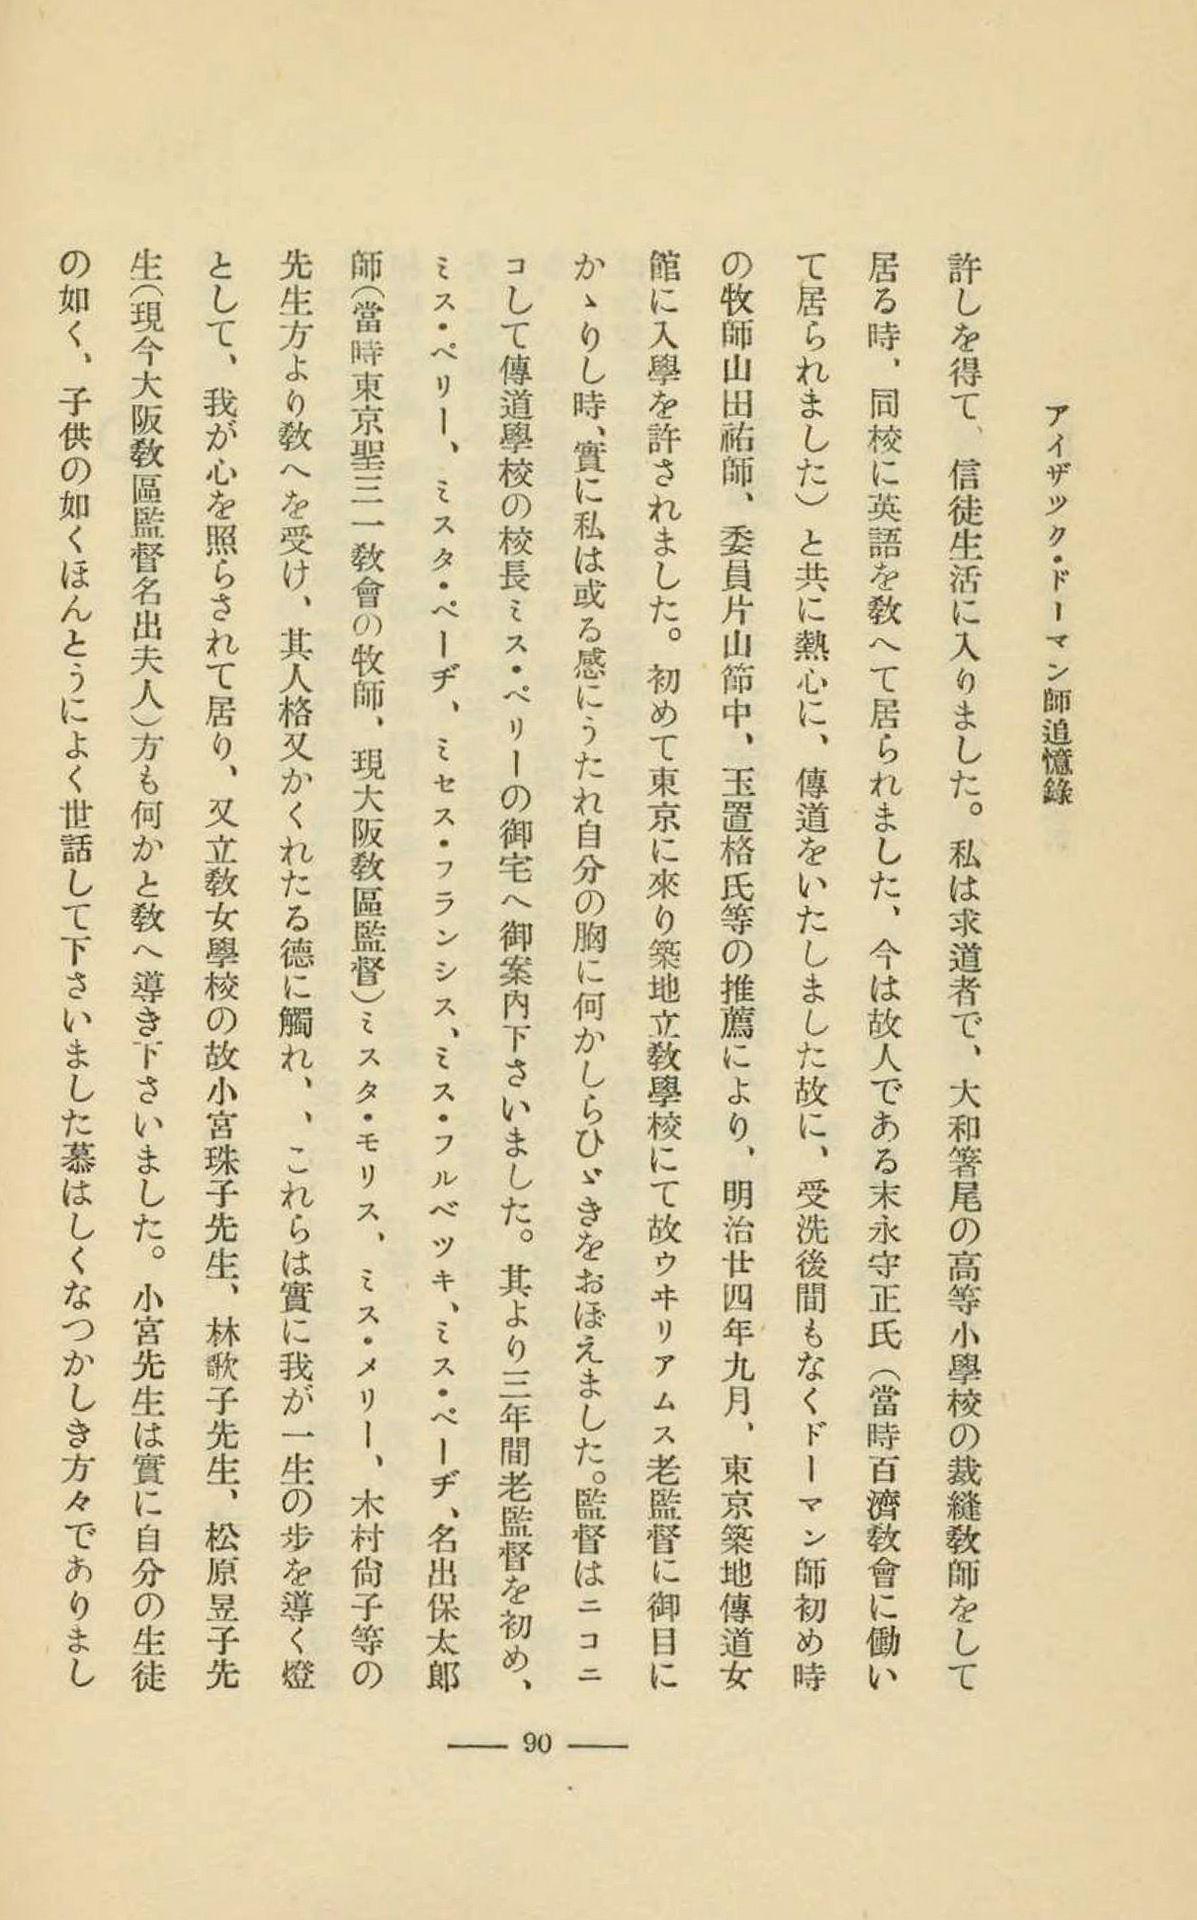 アイザック・ドーマン師追憶錄
許しを得て、信徒生活に入りました。私は求道者で、大和箸尾の高等小學校の裁縫敎師をして
居る時、同校に英語を敎へて居られました、今は故人である末永守正氏（當時百濟敎會に働い
て居られました）と共に熱心に、傳道をいたしました故に、受洗後間もなくドーマン師初め時
の牧師山田祐師、委員片山節中、玉置格氏等の推薦により、明治廿四年九月、東京築地傳道女
館に入學を許されました。初めて東京に來り築地立敎學校にて故ウヰリアムス老監督に御目に
かゝりし時、實に私は或る感にうたれ自分の胸に何かしらひゞきをおぼえました。監督はニコニ
コして傳道學校の校長ミス・ペリーの御宅へ御案內下さいました。其より三年間老監督を初め、
ミス・ペリー、ミスタ・ページ、ミセス・フランシス、ミス・フルベツキ、ミス・ページ、名出保太郎
師（當時東京聖三一敎會の牧師、現大阪敎區監督）ミスタ・モリス、ミス・メリー、木村尙子等の
先生方より敎へを受け、其人格又かくれたる德に觸れ、、これらは實に我が一生の步を導く燈
として、我が心を照らされて居り、又立敎女學校の故小宮珠子先生、林歌子先生、松原昱子先
生（現今大阪敎區監督名出夫人）方も何かと敎へ導き下さいました。小宮先生は實に自分の生徒
の如く、子供の如くほんとうによく世話して下さいました慕はしくなつかしき方々でありまし
90